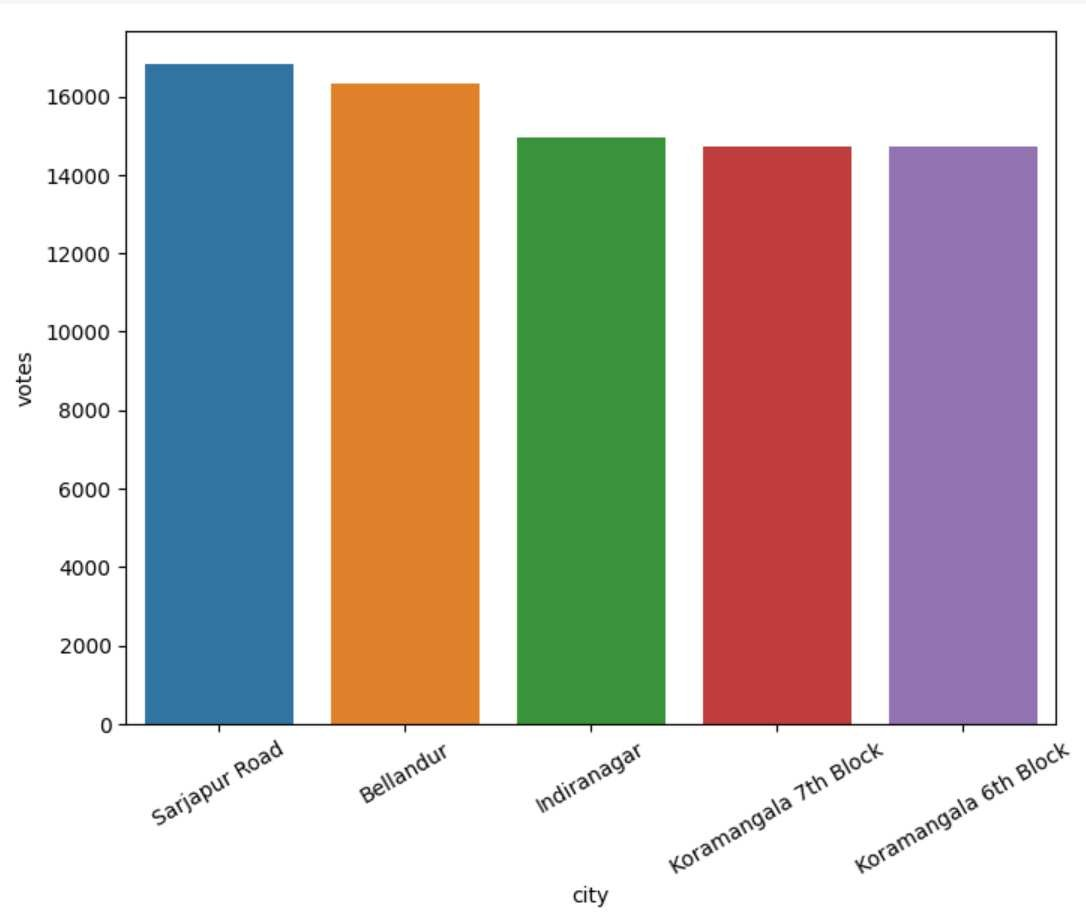 16000
14000
12000
10000
8000
6000
4000
2000
0
votes
Sarjapur Road
Bellandur
Indiranagar
Koramangala 7th Block
Koramangala 6th Block
city